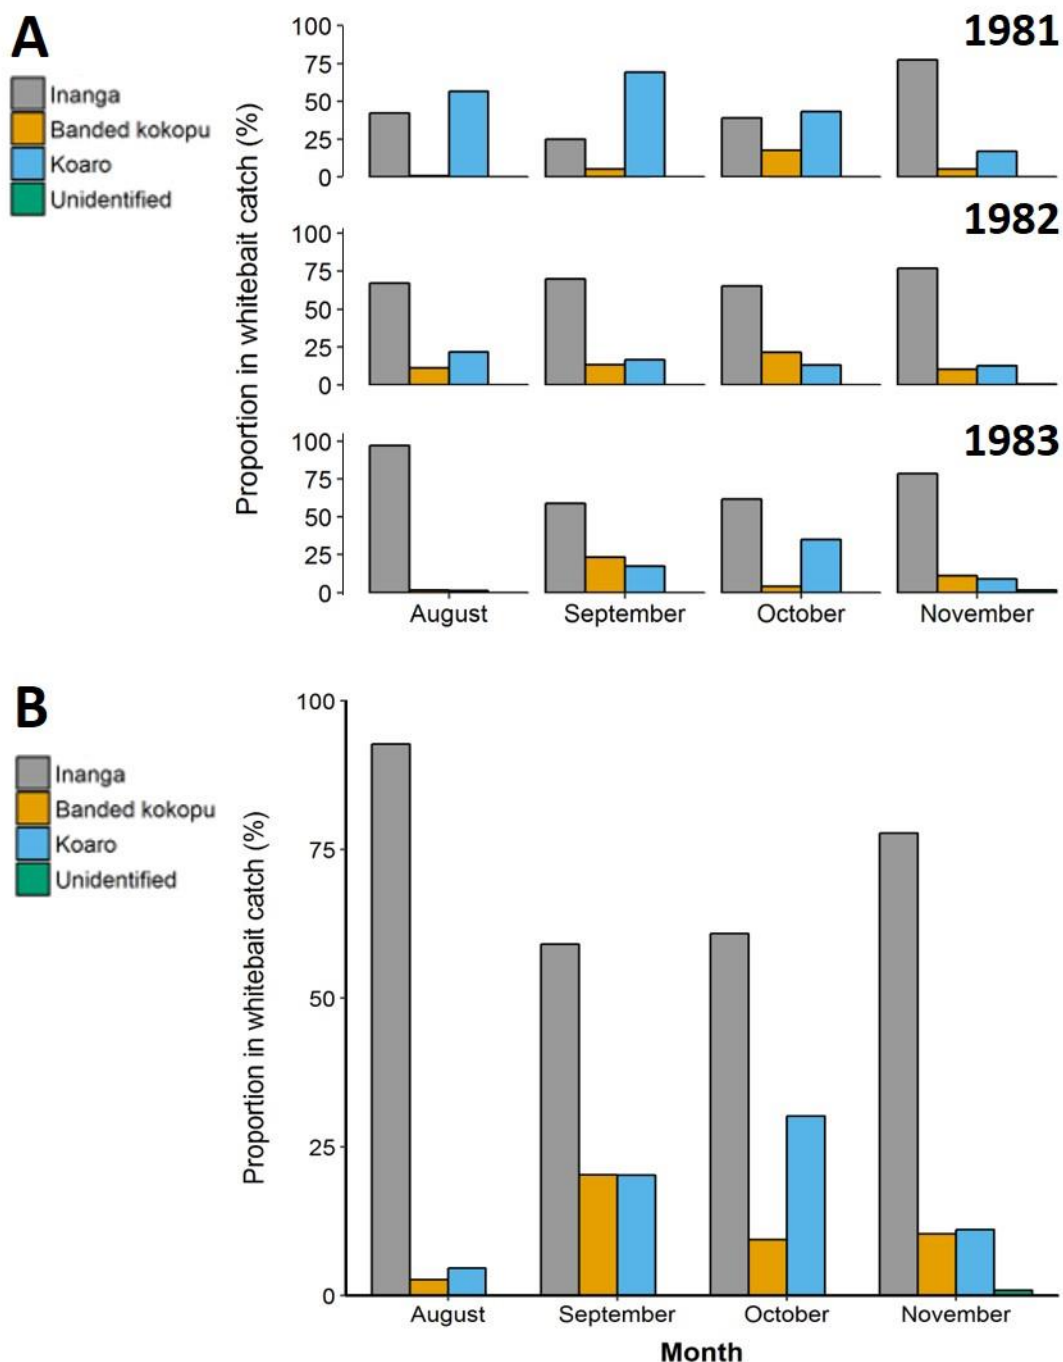 A
Inanga
Banded kokopu
Koaro
Unidentified
Proportion in whitebait catch (%)
1981
100
75
50
25
0
1982
100
75
50
25
0
1983
100
75
50
25
0
August September October November
B
Inanga
Banded kokopu
Koaro
Unidentified
Proportion in whitebait catch (%)
100
75
50
25
0
August September October November
Month